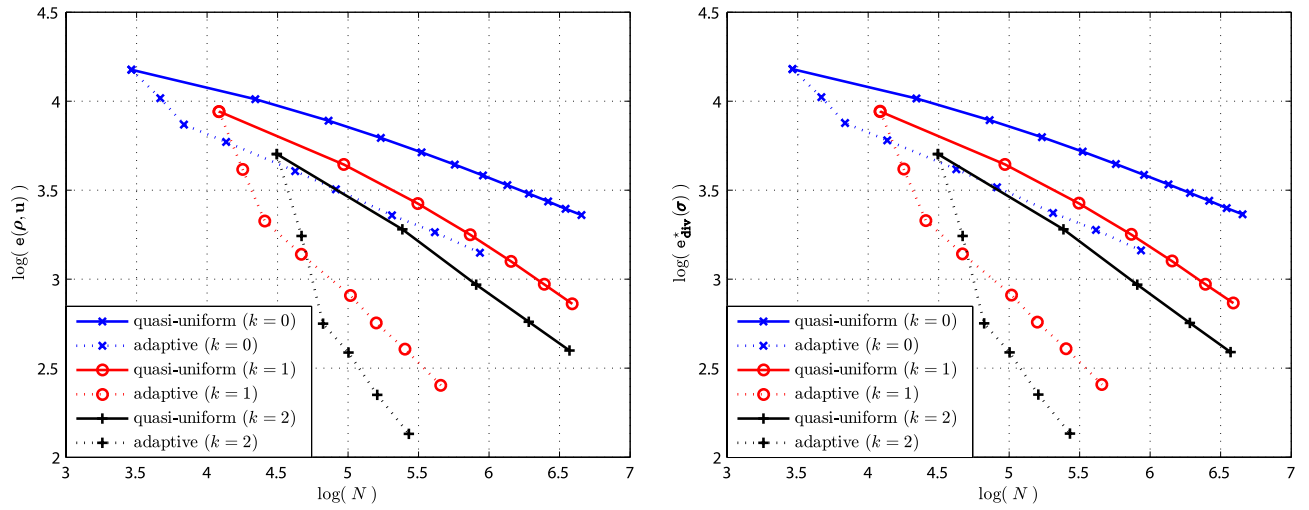 4.5
4
3.5
3
2.5
2
log( e(ρ, u) )
quasi-uniform (k = 0)
adaptive (k = 0)
quasi-uniform (k = 1)
adaptive (k = 1)
quasi-uniform (k = 2)
adaptive (k = 2)
3 3.5 4 4.5 5 5.5 6 6.5 7
log( N )
4.5
4
3.5
3
2.5
2
log( e*div(σ) )
quasi-uniform (k = 0)
adaptive (k = 0)
quasi-uniform (k = 1)
adaptive (k = 1)
quasi-uniform (k = 2)
adaptive (k = 2)
3 3.5 4 4.5 5 5.5 6 6.5 7
log( N )